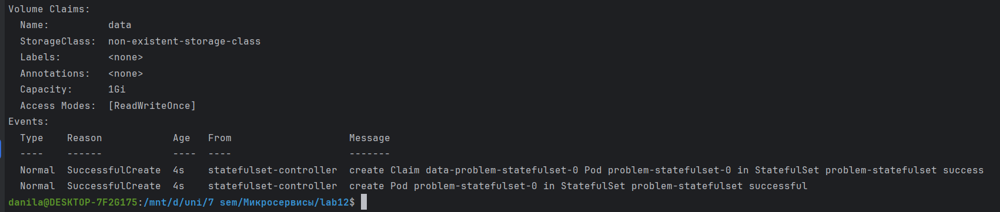 Volume Claims:
  Name:          data
  StorageClass:  non-existent-storage-class
  Labels:        <none>
  Annotations:   <none>
  Capacity:      1Gi
  Access Modes:  [ReadWriteOnce]
Events:
  Type    Reason            Age   From                    Message
  ----    ------            ----  ----                    -------
  Normal  SuccessfulCreate  4s    statefulset-controller  create Claim data-problem-statefulset-0 Pod problem-statefulset-0 in StatefulSet problem-statefulset success
  Normal  SuccessfulCreate  4s    statefulset-controller  create Pod problem-statefulset-0 in StatefulSet problem-statefulset successful
danila@DESKTOP-7F2G175:/mnt/d/uni/7 sem/Микросервисы/lab12$